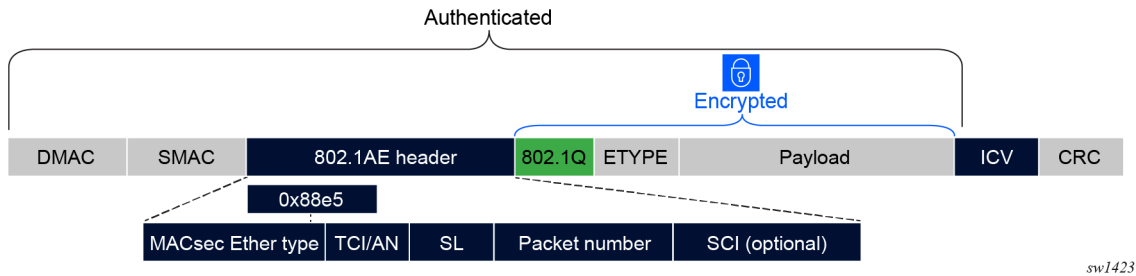 Authenticated
Encrypted
DMAC SMAC 802.1AE header 802.1Q ETYPE Payload ICV CRC
0x88e5
MACsec Ether type TCI/AN SL Packet number SCI (optional)
sw1423